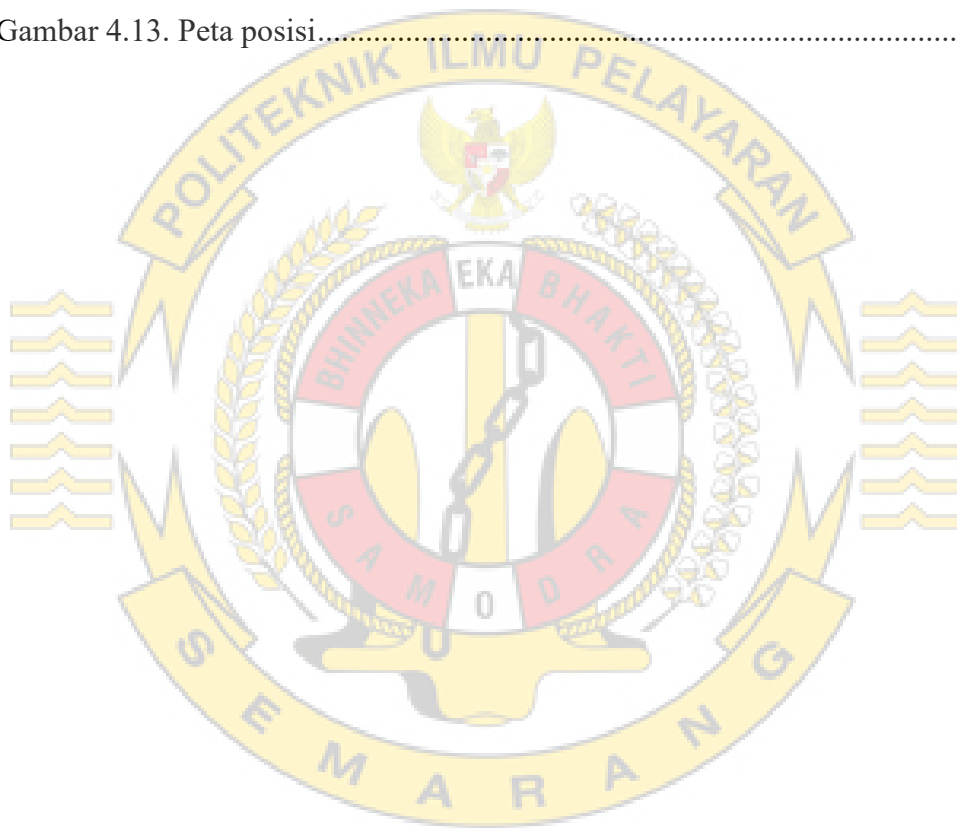 Gambar 4.13. Peta posisi..............................................................................
POLITEKNIK ILMU PELAYARAN
BHINNEKA EKA BHAKTI
SAMODRA
SEMARANG